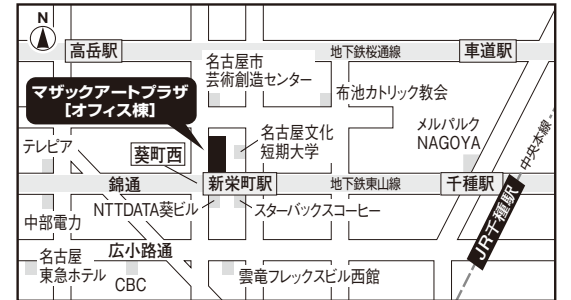 N
高岳駅
地下鉄桜通線
車道駅
名古屋市
芸術創造センター
マザックアートプラザ
[オフィス棟]
布池カトリック教会
テレピア
葵町西
名古屋文化
短期大学
メルパルク
NAGOYA
中央本線
錦通
新栄町駅
地下鉄東山線
千種駅
NTTDATA葵ビル
スターバックスコーヒー
中部電力
JR千種駅
広小路通
名古屋
東急ホテル
CBC
雲竜フレックスビル西館